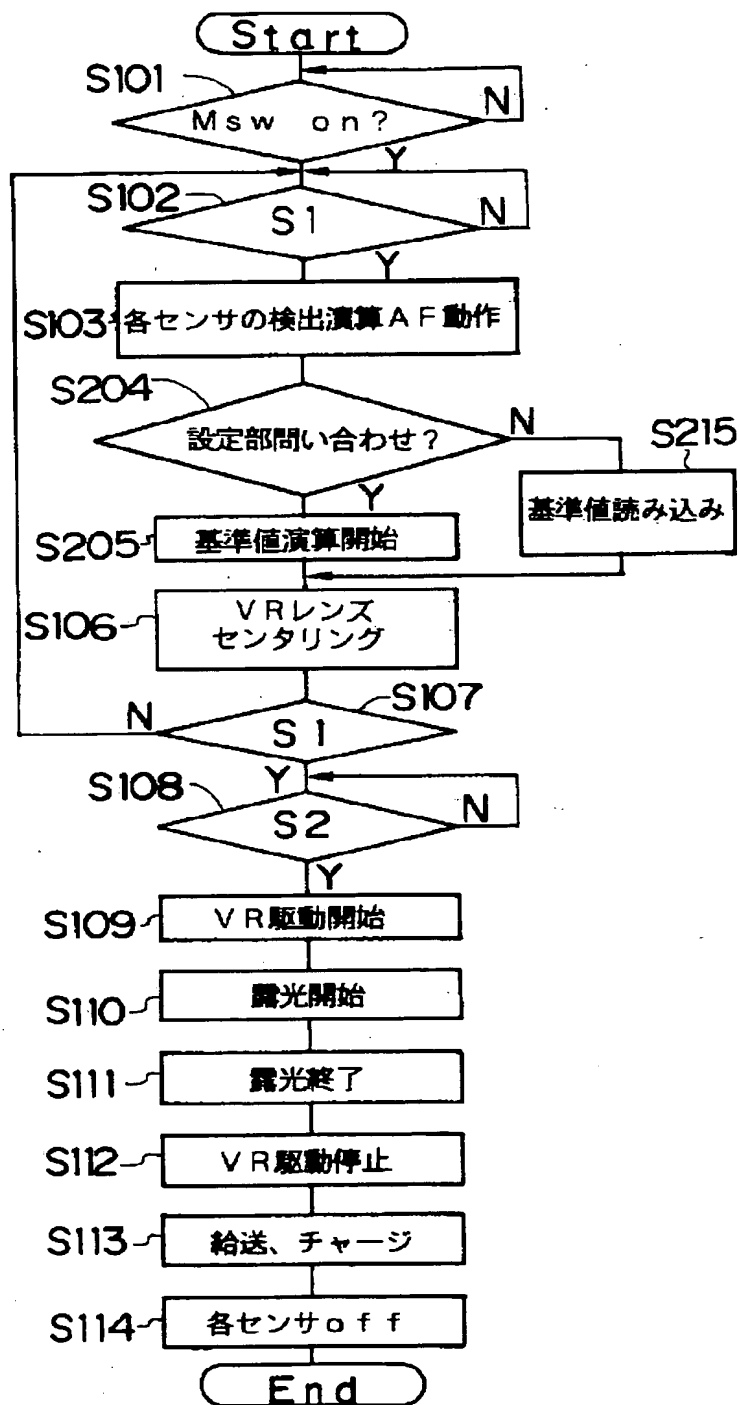 Start
S101
Msw on?
N
Y
S102
S1
N
Y
S103
各センサの検出演算AF動作
S204
設定部問い合わせ?
N
S215
Y
基準値読み込み
S205
基準値演算開始
S106
VRレンズ
センタリング
S107
N
S1
Y
S108
S2
N
Y
S109
VR駆動開始
S110
露光開始
S111
露光終了
S112
VR駆動停止
S113
給送、チャージ
S114
各センサoff
End